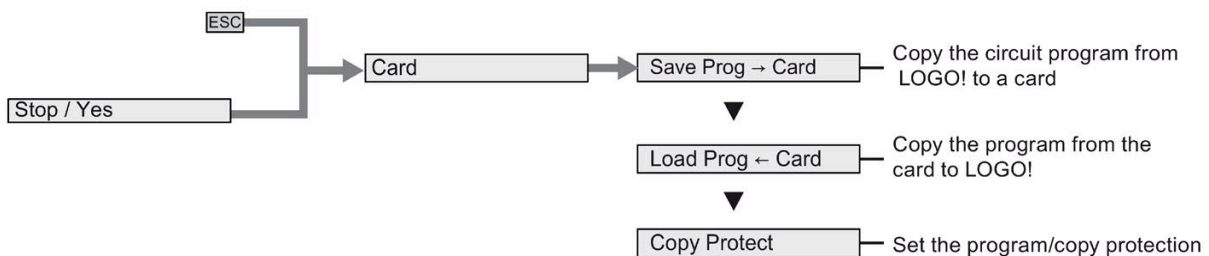 ESC
Stop / Yes
Card
Save Prog → Card
Copy the circuit program from
LOGO! to a card
Load Prog ← Card
Copy the program from the
card to LOGO!
Copy Protect
Set the program/copy protection